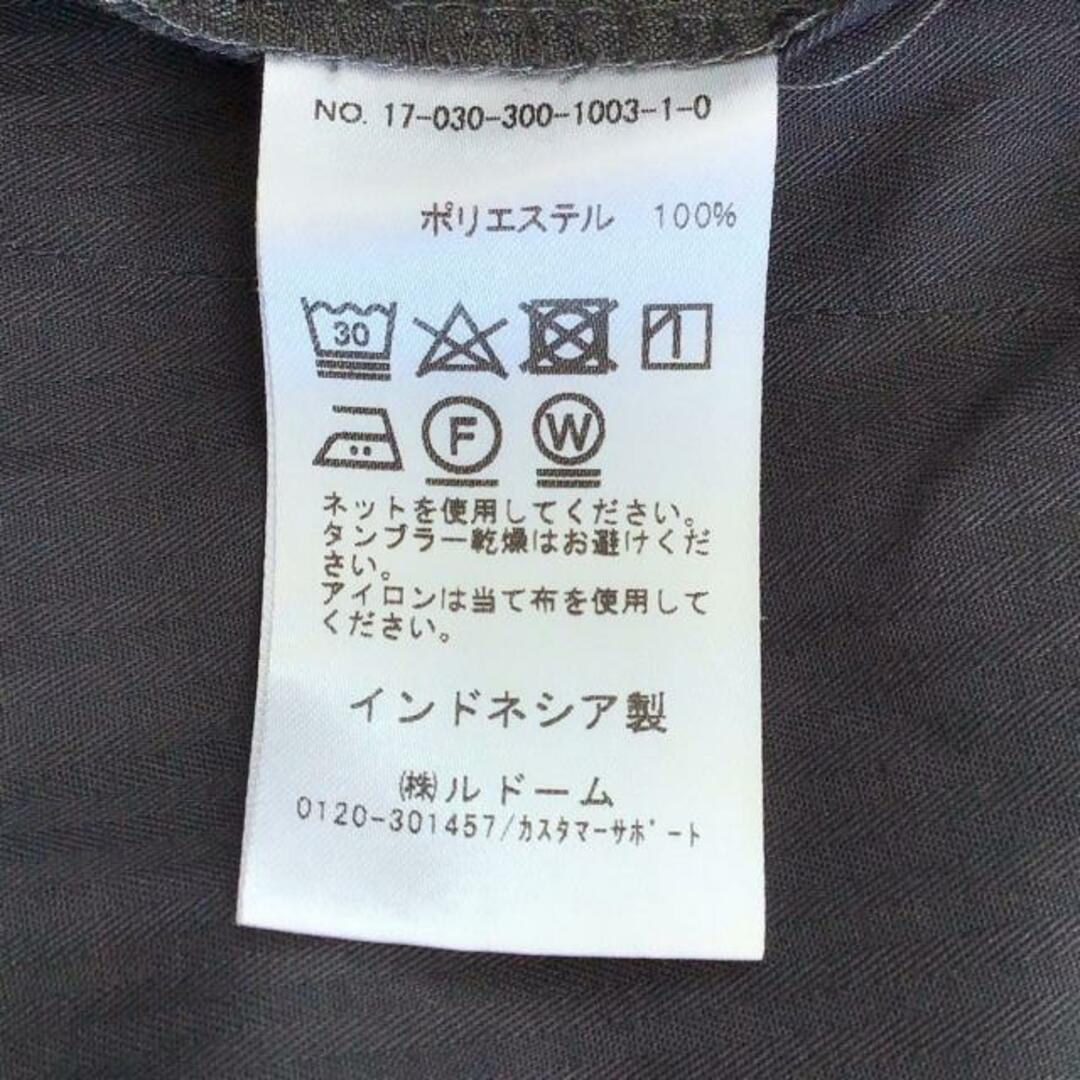 NO. 17-030-300-1003-1-0
ポリエステル 100%
30
F W
ネットを使用してください。
タンブラー乾燥はお避けくだ
さい。
アイロンは当て布を使用して
ください。
インドネシア製
㈱ルドーム
0120-301457/カスタマーサポート